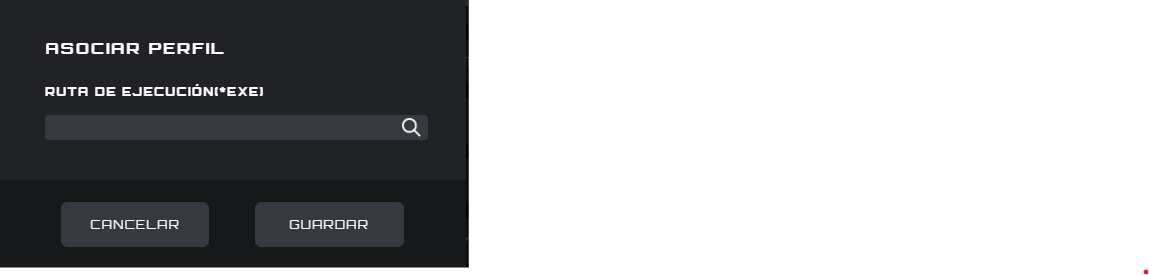 ASOCIAR PERFIL
RUTA DE EJECUCIÓN(*EXE)
CANCELAR
GUARDAR